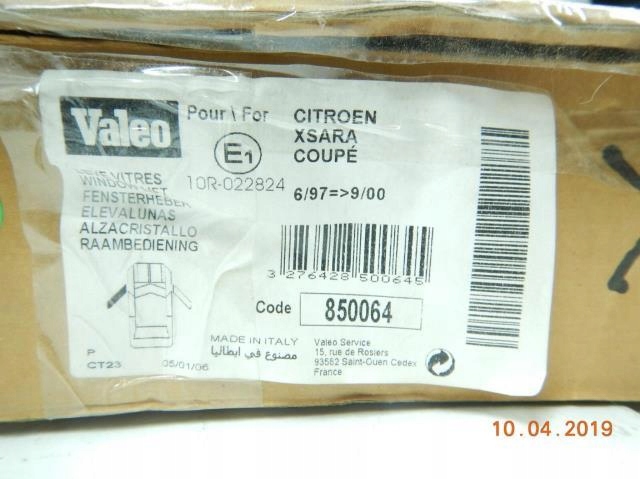 Valeo
Pour \ For
CITROEN
XSARA
COUPÉ
E1
10R-022824
6/97=>9/00
VITRES
FENSTERHEBER
ELEVALUNAS
ALZACRISTALLO
RAAMBEDIENING
3 276428 500645
Code 850064
MADE IN ITALY
مصنوع في ايطاليا
Valeo Service
15, rue de Rosiers
93582 Saint-Ouen Cedex
France
P
CT23
05/01/06
10.04.2019